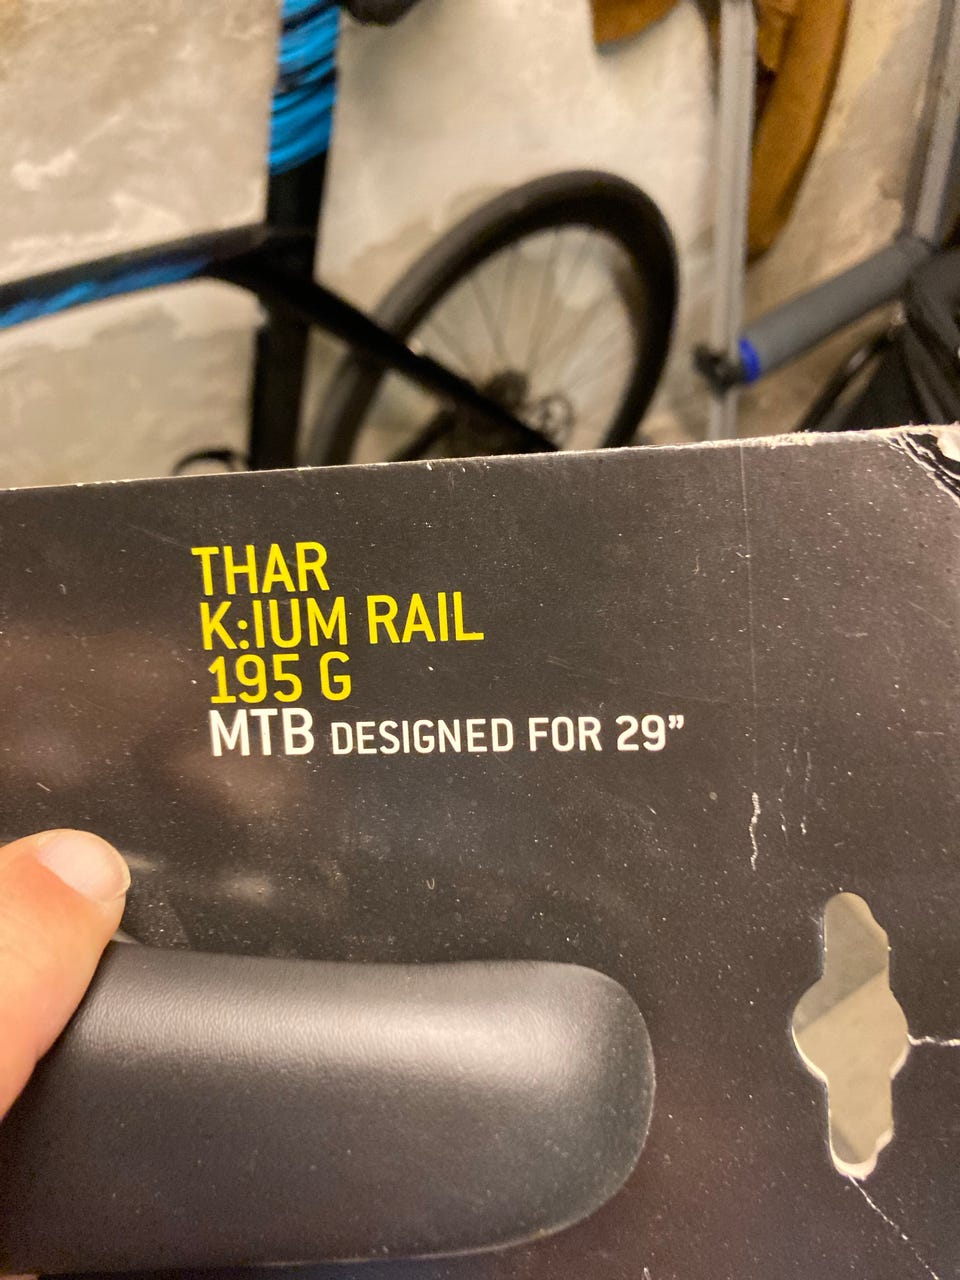 THAR
K:IUM RAIL
195 G
MTB DESIGNED FOR 29”